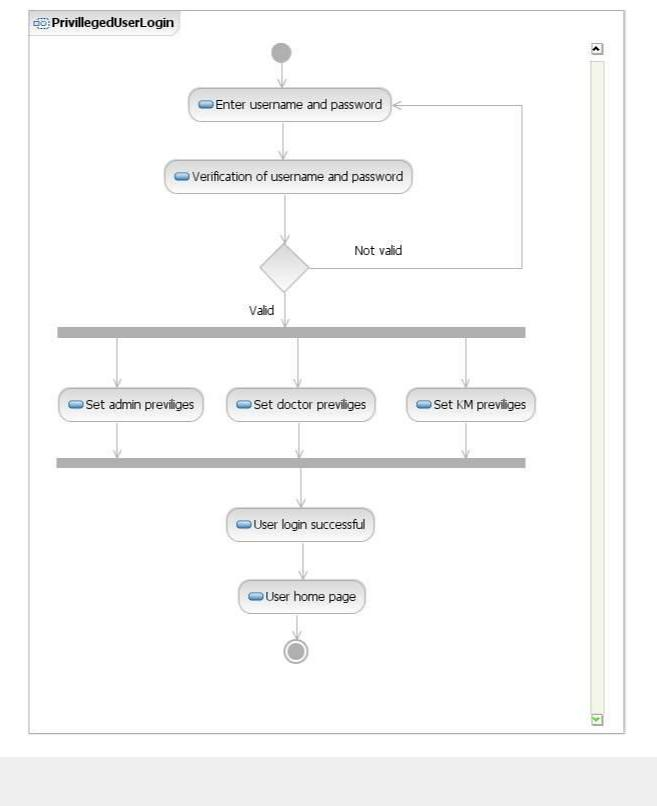 PrivillegedUserLogin
Enter username and password
Verification of username and password
Not valid
Valid
Set admin previliges
Set doctor previliges
Set KM previliges
User login successful
User home page